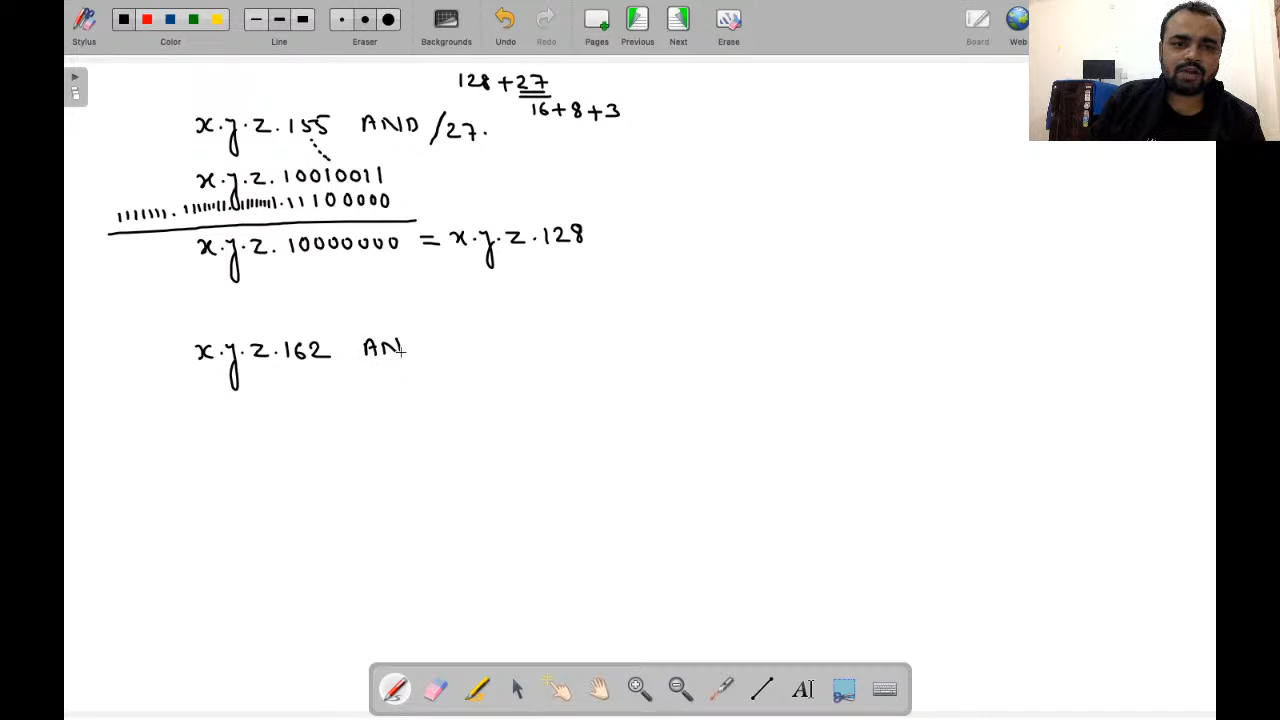 Stylus Color Line Eraser Backgrounds Undo Redo Pages Previous Next Erase Board Web
128 + 27
16 + 8 + 3
x.y.z.155 AND /27.
x.y.z.10010011
11100000
x.y.z.10000000 = x.y.z.128
x.y.z.162 AN